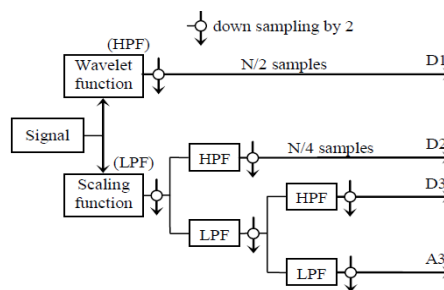 down sampling by 2
(HPF)
Wavelet
function
N/2 samples
D1
Signal
(LPF)
Scaling
function
HPF
N/4 samples
D2
HPF
D3
LPF
LPF
A3